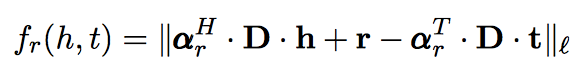 f_r(h, t) = ‖α_r^H · D · h + r − α_r^T · D · t‖_ℓ